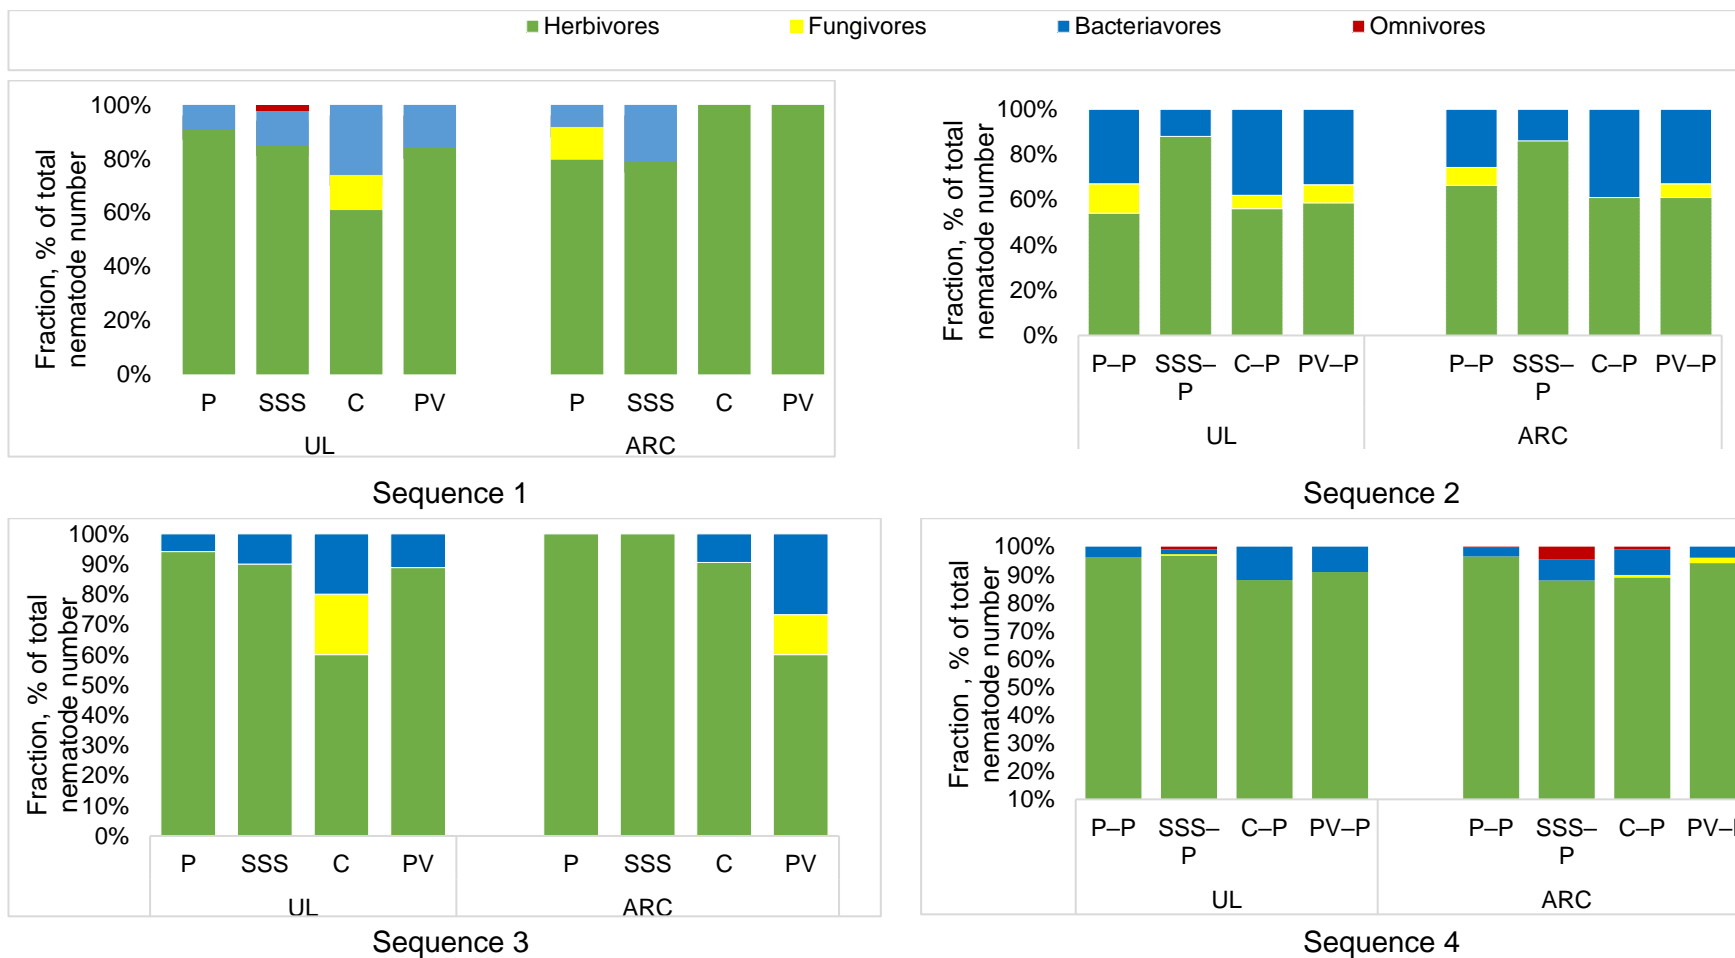 Herbivores Fungivores Bacteriavores Omnivores
Fraction, % of total
nematode number
100%
80%
60%
40%
20%
0%
P SSS C PV P SSS C PV
UL ARC
Sequence 1
Fraction, % of total
nematode number
100%
80%
60%
40%
20%
0%
P–P SSS– C–P PV–P P–P SSS– C–P PV–P
P P
UL ARC
Sequence 2
Fraction, % of total
nematode number
100%
90%
80%
70%
60%
50%
40%
30%
20%
10%
0%
P SSS C PV P SSS C PV
UL ARC
Sequence 3
Fraction , % of total
nematode number
100%
90%
80%
70%
60%
50%
40%
30%
20%
10%
P–P SSS– C–P PV–P P–P SSS– C–P PV–
P P
UL ARC
Sequence 4